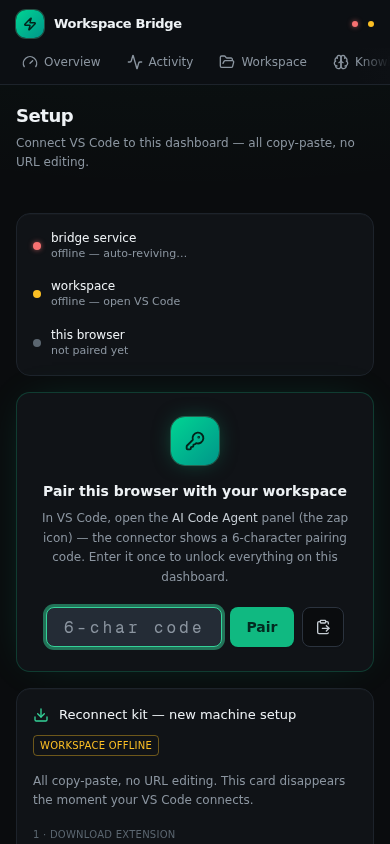 Workspace Bridge
Overview
Activity
Workspace
Know
Setup
Connect VS Code to this dashboard — all copy-paste, no
URL editing.
bridge service
offline — auto-reviving…
workspace
offline — open VS Code
this browser
not paired yet
Pair this browser with your workspace
In VS Code, open the AI Code Agent panel (the zap
icon) — the connector shows a 6-character pairing
code. Enter it once to unlock everything on this
dashboard.
6-char code
Pair
Reconnect kit — new machine setup
WORKSPACE OFFLINE
All copy-paste, no URL editing. This card disappears
the moment your VS Code connects.
1 · DOWNLOAD EXTENSION